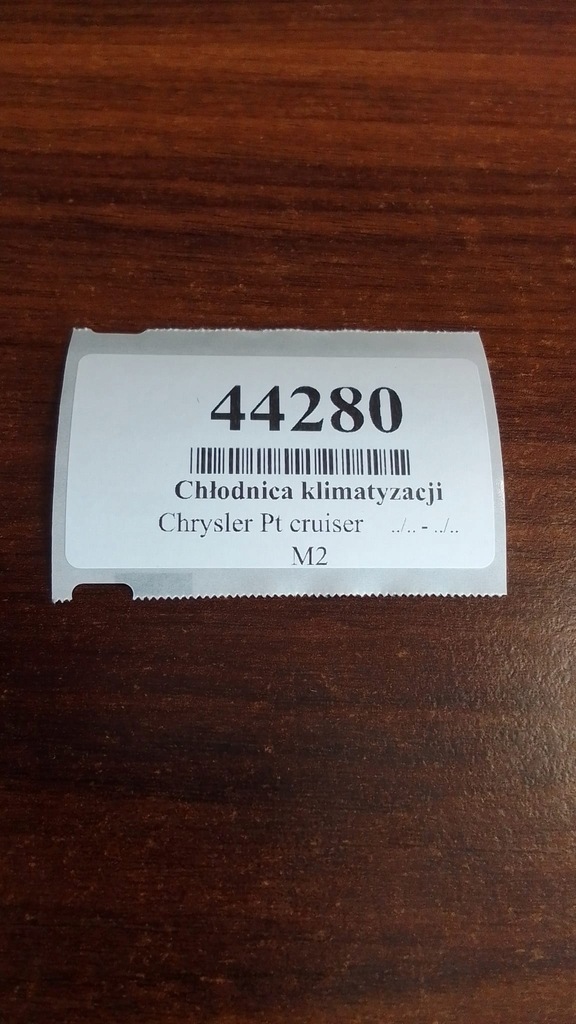 44280
Chłodnica klimatyzacji
Chrysler Pt cruiser ../.. - ../..
M2